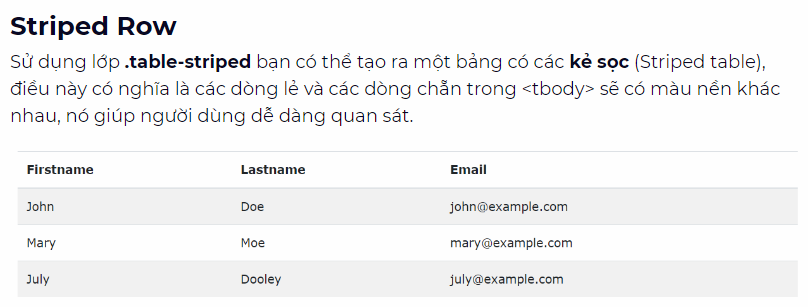 Striped Row
Sử dụng lớp .table-striped bạn có thể tạo ra một bảng có các kẻ sọc (Striped table),
điều này có nghĩa là các dòng lẻ và các dòng chẵn trong <tbody> sẽ có màu nền khác
nhau, nó giúp người dùng dễ dàng quan sát.
Firstname Lastname Email
John Doe john@example.com
Mary Moe mary@example.com
July Dooley july@example.com